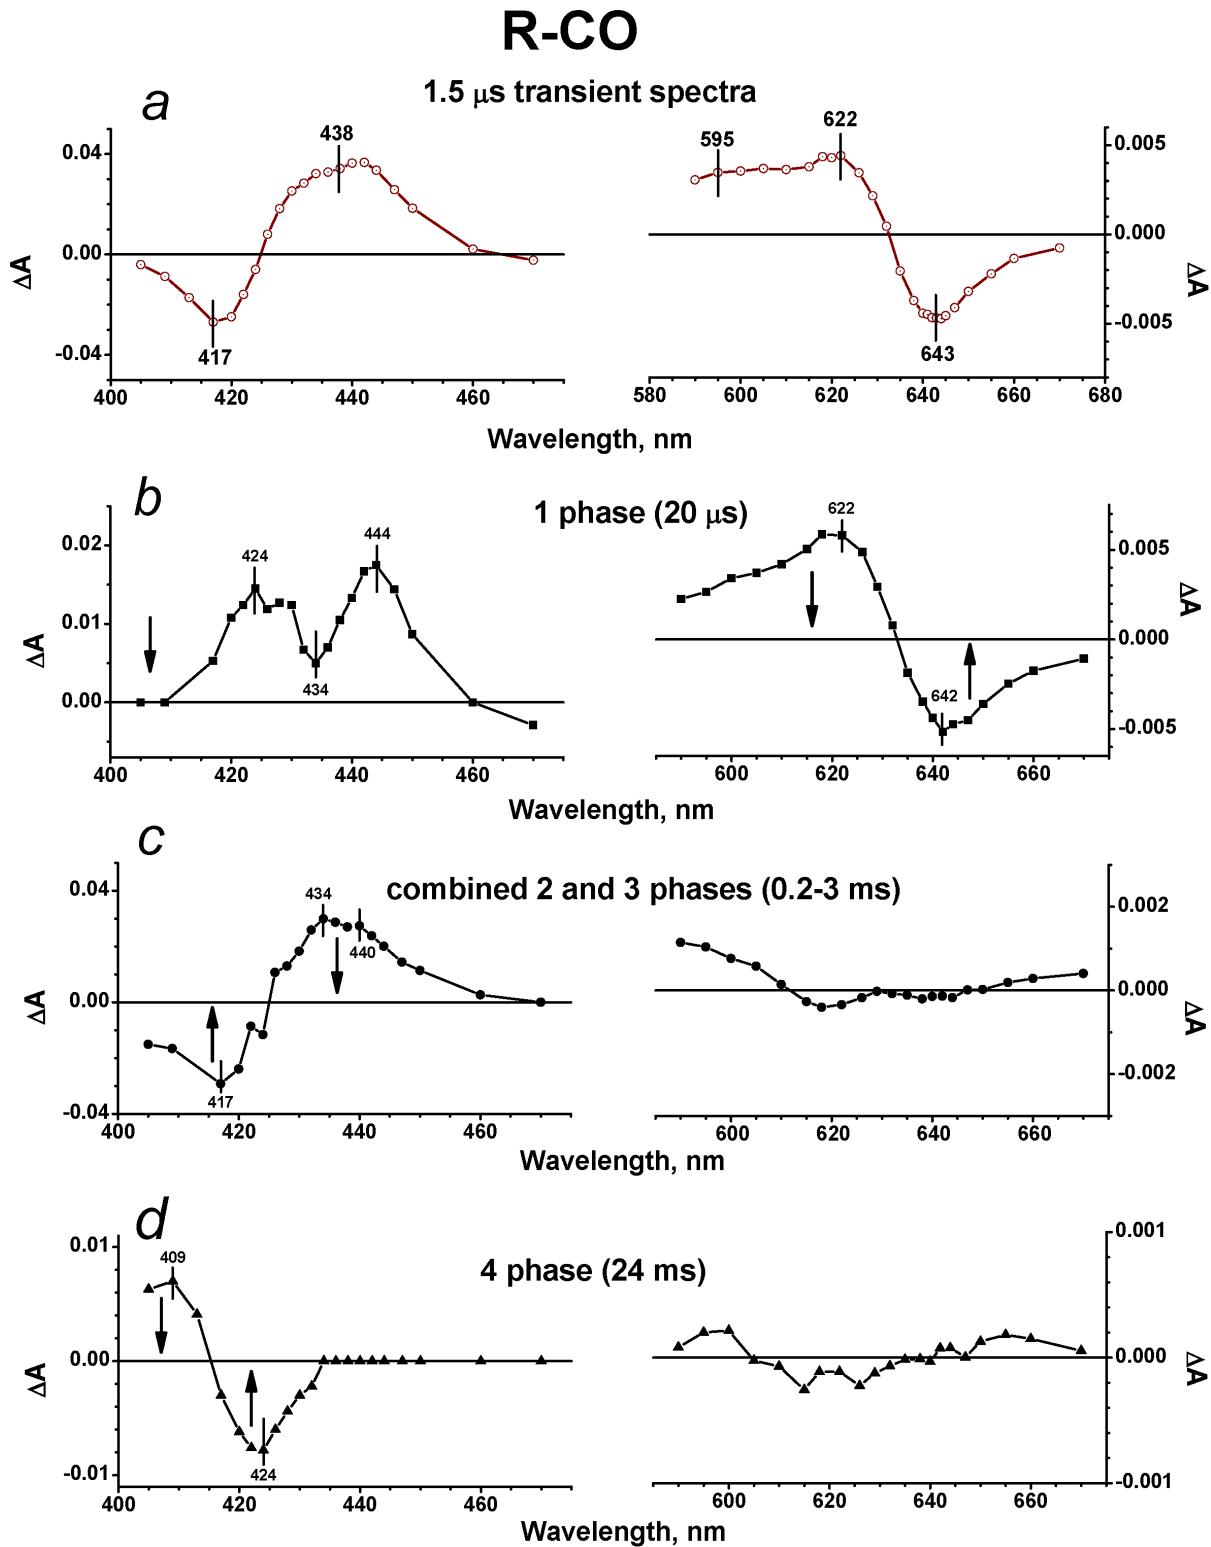 R-CO
1.5 μs transient spectra
a
438
417
0.04
0.00
-0.04
ΔA
400 420 440 460
595
622
643
0.005
0.000
-0.005
ΔA
580 600 620 640 660 680
Wavelength, nm
b
1 phase (20 μs)
424
444
434
0.02
0.01
0.00
ΔA
400 420 440 460
622
642
0.005
0.000
-0.005
ΔA
600 620 640 660
Wavelength, nm
c
combined 2 and 3 phases (0.2-3 ms)
434
440
417
0.04
0.00
-0.04
ΔA
400 420 440 460
0.002
0.000
-0.002
ΔA
600 620 640 660
Wavelength, nm
d
4 phase (24 ms)
409
424
0.01
0.00
-0.01
ΔA
400 420 440 460
0.001
0.000
-0.001
ΔA
600 620 640 660
Wavelength, nm